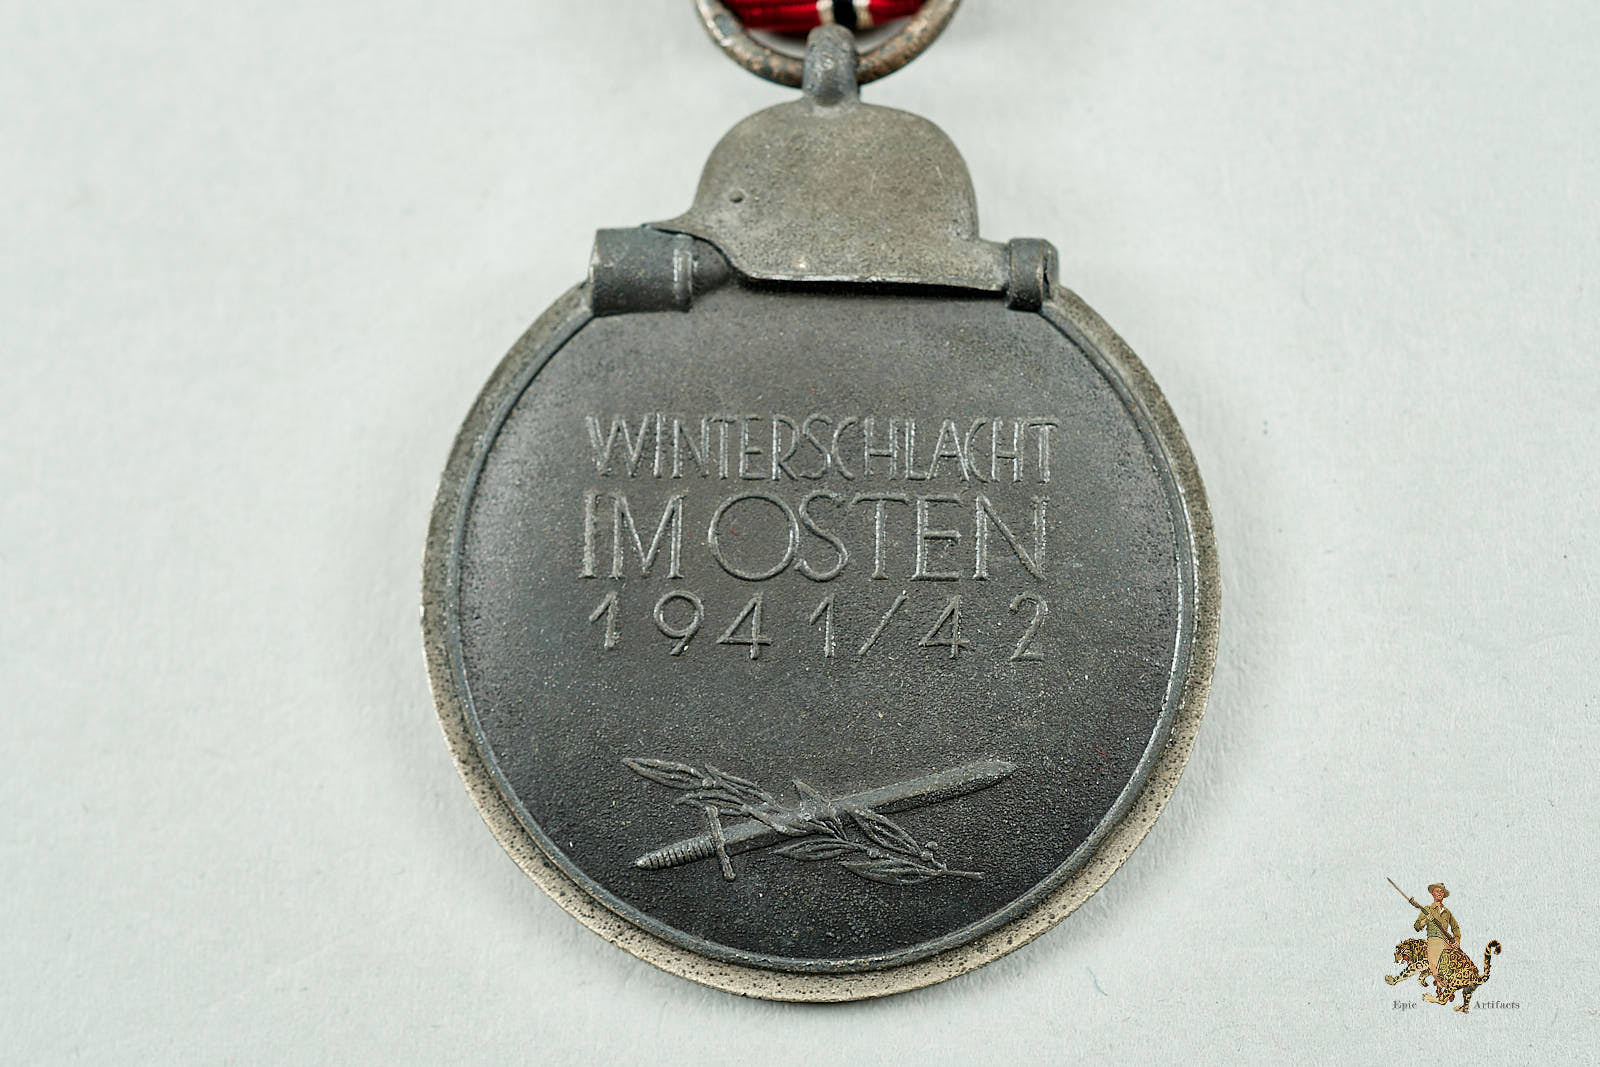 WINTERSCHLACHT
IM OSTEN
1941/42
Epic Artifacts